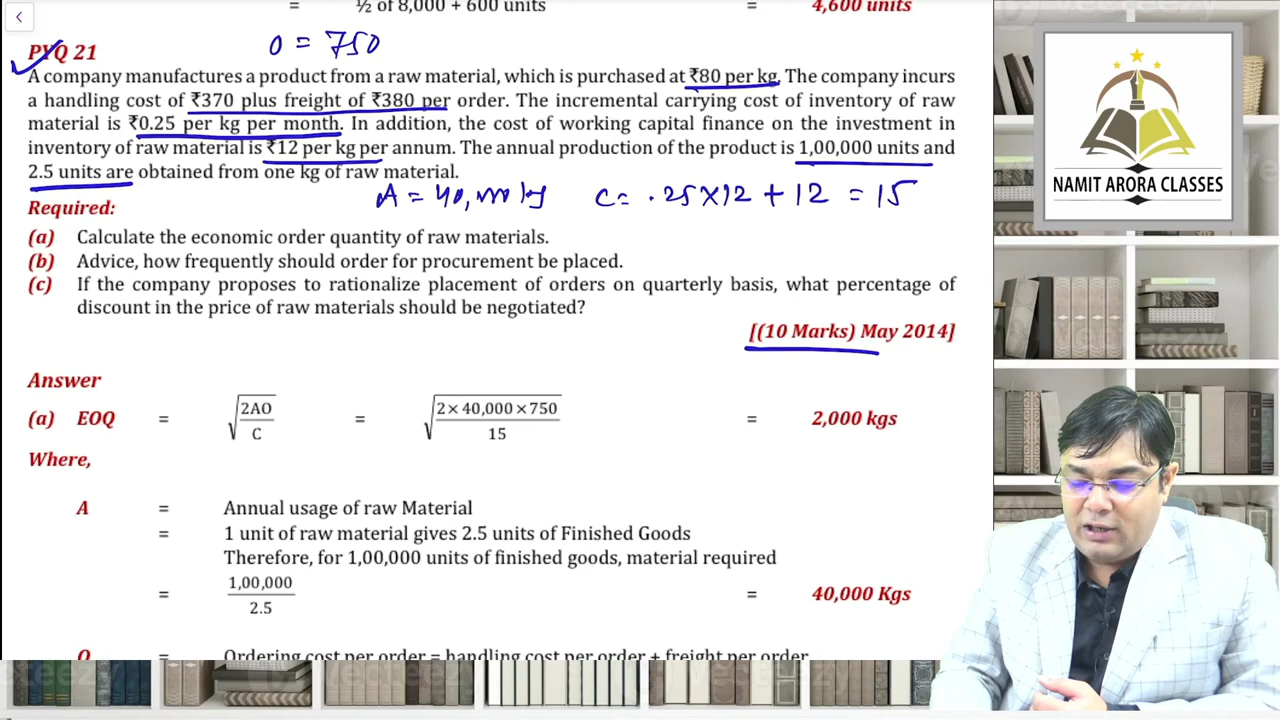 = ½ of 8,000 + 600 units = 4,600 units
O = 750
PYQ 21
A company manufactures a product from a raw material, which is purchased at ₹80 per kg. The company incurs
a handling cost of ₹370 plus freight of ₹380 per order. The incremental carrying cost of inventory of raw
material is ₹0.25 per kg per month. In addition, the cost of working capital finance on the investment in
inventory of raw material is ₹12 per kg per annum. The annual production of the product is 1,00,000 units and
2.5 units are obtained from one kg of raw material.
A = 40,000 kg C = .25 × 12 + 12 = 15
Required:
(a) Calculate the economic order quantity of raw materials.
(b) Advice, how frequently should order for procurement be placed.
(c) If the company proposes to rationalize placement of orders on quarterly basis, what percentage of
discount in the price of raw materials should be negotiated?
[(10 Marks) May 2014]
Answer
(a) EOQ = √2AO/C = √2 × 40,000 × 750/15 = 2,000 kgs
Where,
A = Annual usage of raw Material
= 1 unit of raw material gives 2.5 units of Finished Goods
Therefore, for 1,00,000 units of finished goods, material required
= 1,00,000/2.5 = 40,000 Kgs
O = Ordering cost per order = handling cost per order + freight per order
NAMIT ARORA CLASSES